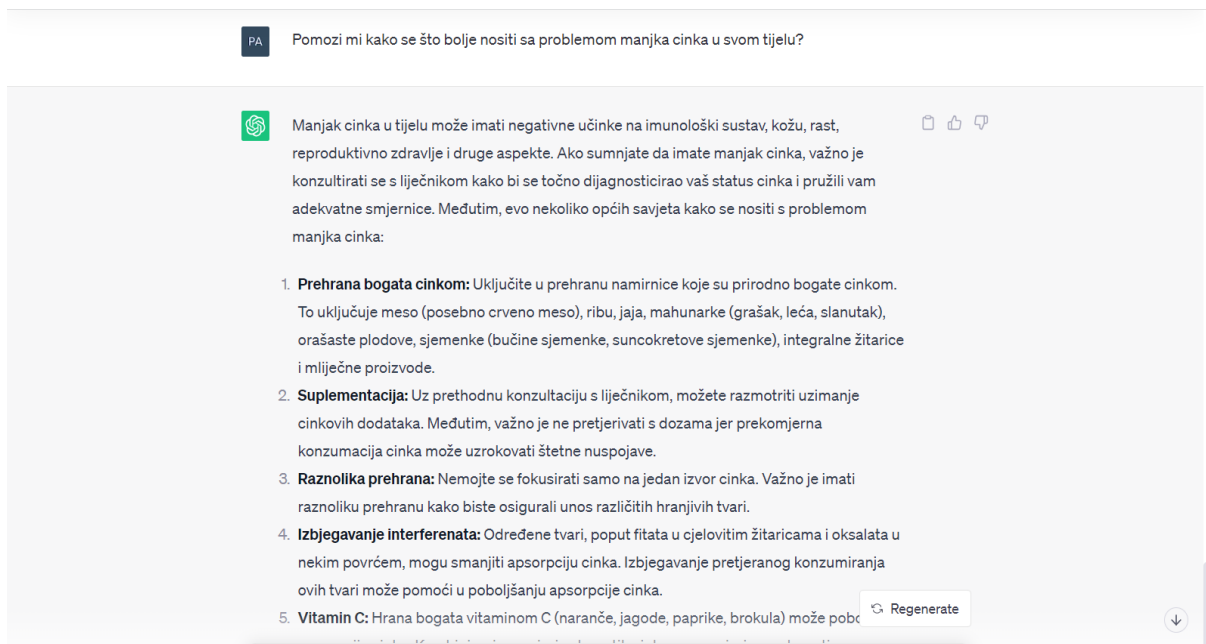 PA
Pomozi mi kako se što bolje nositi sa problemom manjka cinka u svom tijelu?
Manjak cinka u tijelu može imati negativne učinke na imunološki sustav, kožu, rast,
reproduktivno zdravlje i druge aspekte. Ako sumnjate da imate manjak cinka, važno je
konzultirati se s liječnikom kako bi se točno dijagnosticirao vaš status cinka i pružili vam
adekvatne smjernice. Međutim, evo nekoliko općih savjeta kako se nositi s problemom
manjka cinka:
1. Prehrana bogata cinkom: Uključite u prehranu namirnice koje su prirodno bogate cinkom.
To uključuje meso (posebno crveno meso), ribu, jaja, mahunarke (grašak, leća, slanutak),
orašaste plodove, sjemenke (bučine sjemenke, suncokretove sjemenke), integralne žitarice
i mliječne proizvode.
2. Suplementacija: Uz prethodnu konzultaciju s liječnikom, možete razmotriti uzimanje
cinkovih dodataka. Međutim, važno je ne pretjerivati s dozama jer prekomjerna
konzumacija cinka može uzrokovati štetne nuspojave.
3. Raznolika prehrana: Nemojte se fokusirati samo na jedan izvor cinka. Važno je imati
raznoliku prehranu kako biste osigurali unos različitih hranjivih tvari.
4. Izbjegavanje interferenata: Određene tvari, poput fitata u cjelovitim žitaricama i oksalata u
nekim povrćem, mogu smanjiti apsorpciju cinka. Izbjegavanje pretjeranog konzumiranja
ovih tvari može pomoći u poboljšanju apsorpcije cinka.
5. Vitamin C: Hrana bogata vitaminom C (naranče, jagode, paprike, brokula) može
Regenerate